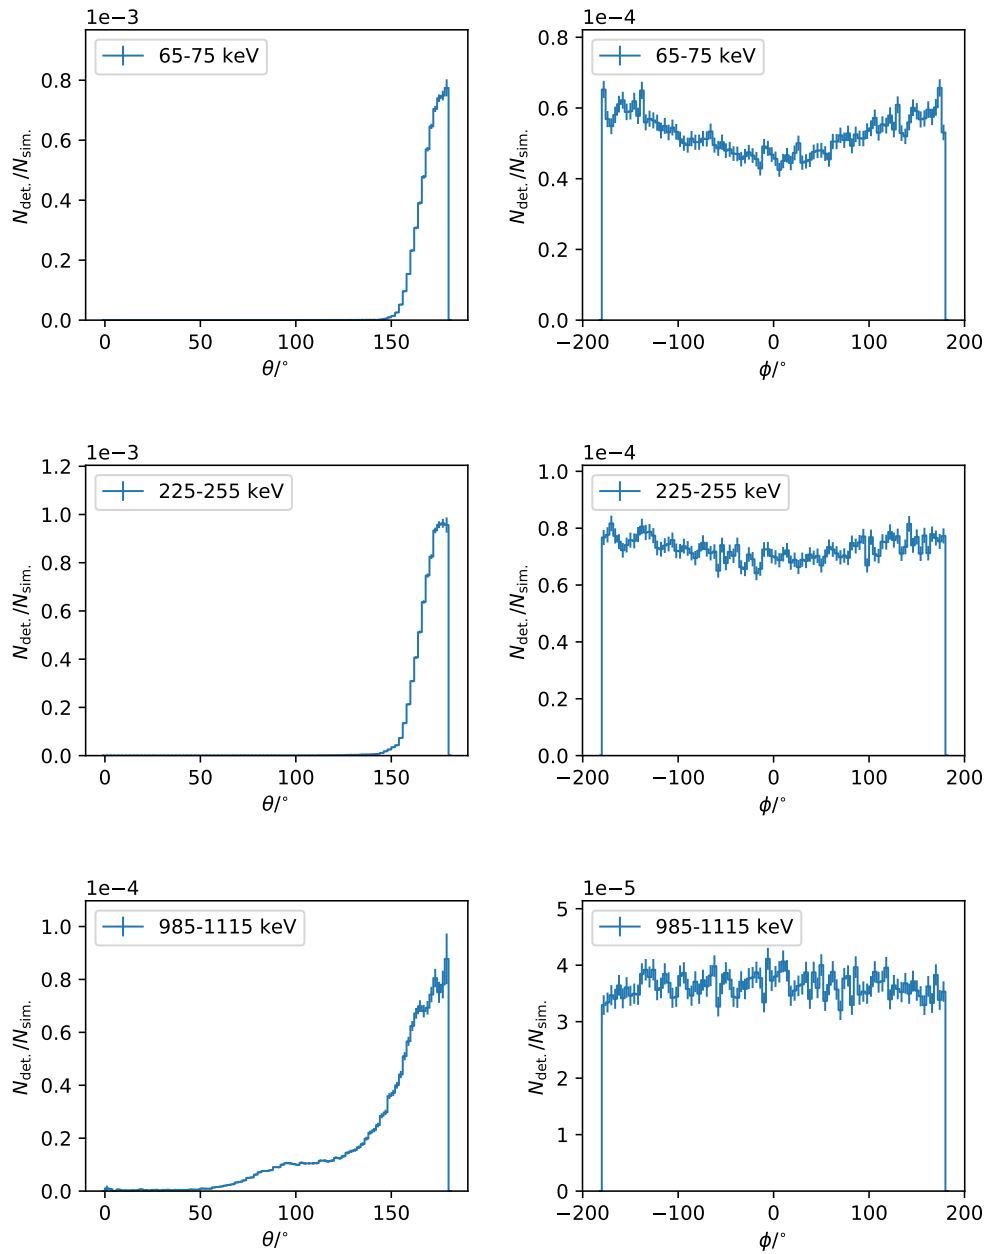 1e−3
65-75 keV
0.8
0.6
0.4
0.2
0.0
N_det./N_sim.
0 50 100 150
θ/°
1e−4
65-75 keV
0.8
0.6
0.4
0.2
0.0
N_det./N_sim.
−200 −100 0 100 200
ϕ/°
1e−3
225-255 keV
1.2
1.0
0.8
0.6
0.4
0.2
0.0
N_det./N_sim.
0 50 100 150
θ/°
1e−4
225-255 keV
1.0
0.8
0.6
0.4
0.2
0.0
N_det./N_sim.
−200 −100 0 100 200
ϕ/°
1e−4
985-1115 keV
1.0
0.8
0.6
0.4
0.2
0.0
N_det./N_sim.
0 50 100 150
θ/°
1e−5
985-1115 keV
5
4
3
2
1
0
N_det./N_sim.
−200 −100 0 100 200
ϕ/°